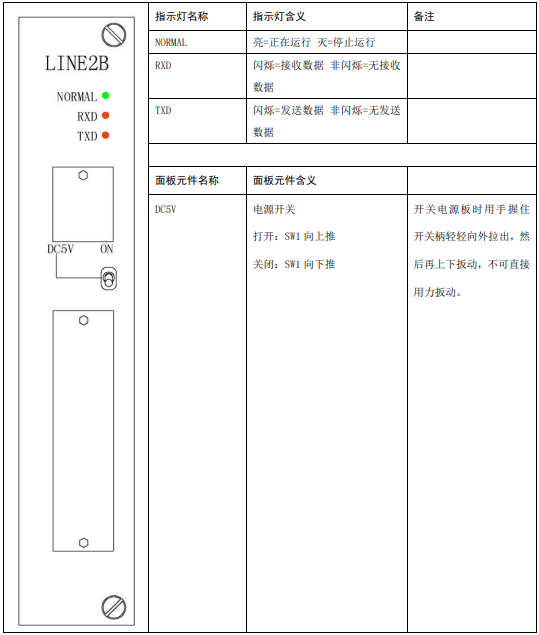 LINE2B
NORMAL
RXD
TXD
DC5V ON
指示灯名称 指示灯含义 备注
NORMAL 亮=正在运行 灭=停止运行
RXD 闪烁=接收数据 非闪烁=无接收
数据
TXD 闪烁=发送数据 非闪烁=无发送
数据
面板元件名称 面板元件含义
DC5V 电源开关
打开：SW1 向上推
关闭：SW1 向下推
开关电源板时用手握住
开关柄轻轻向外拉出，然
后再上下扳动，不可直接
用力扳动。